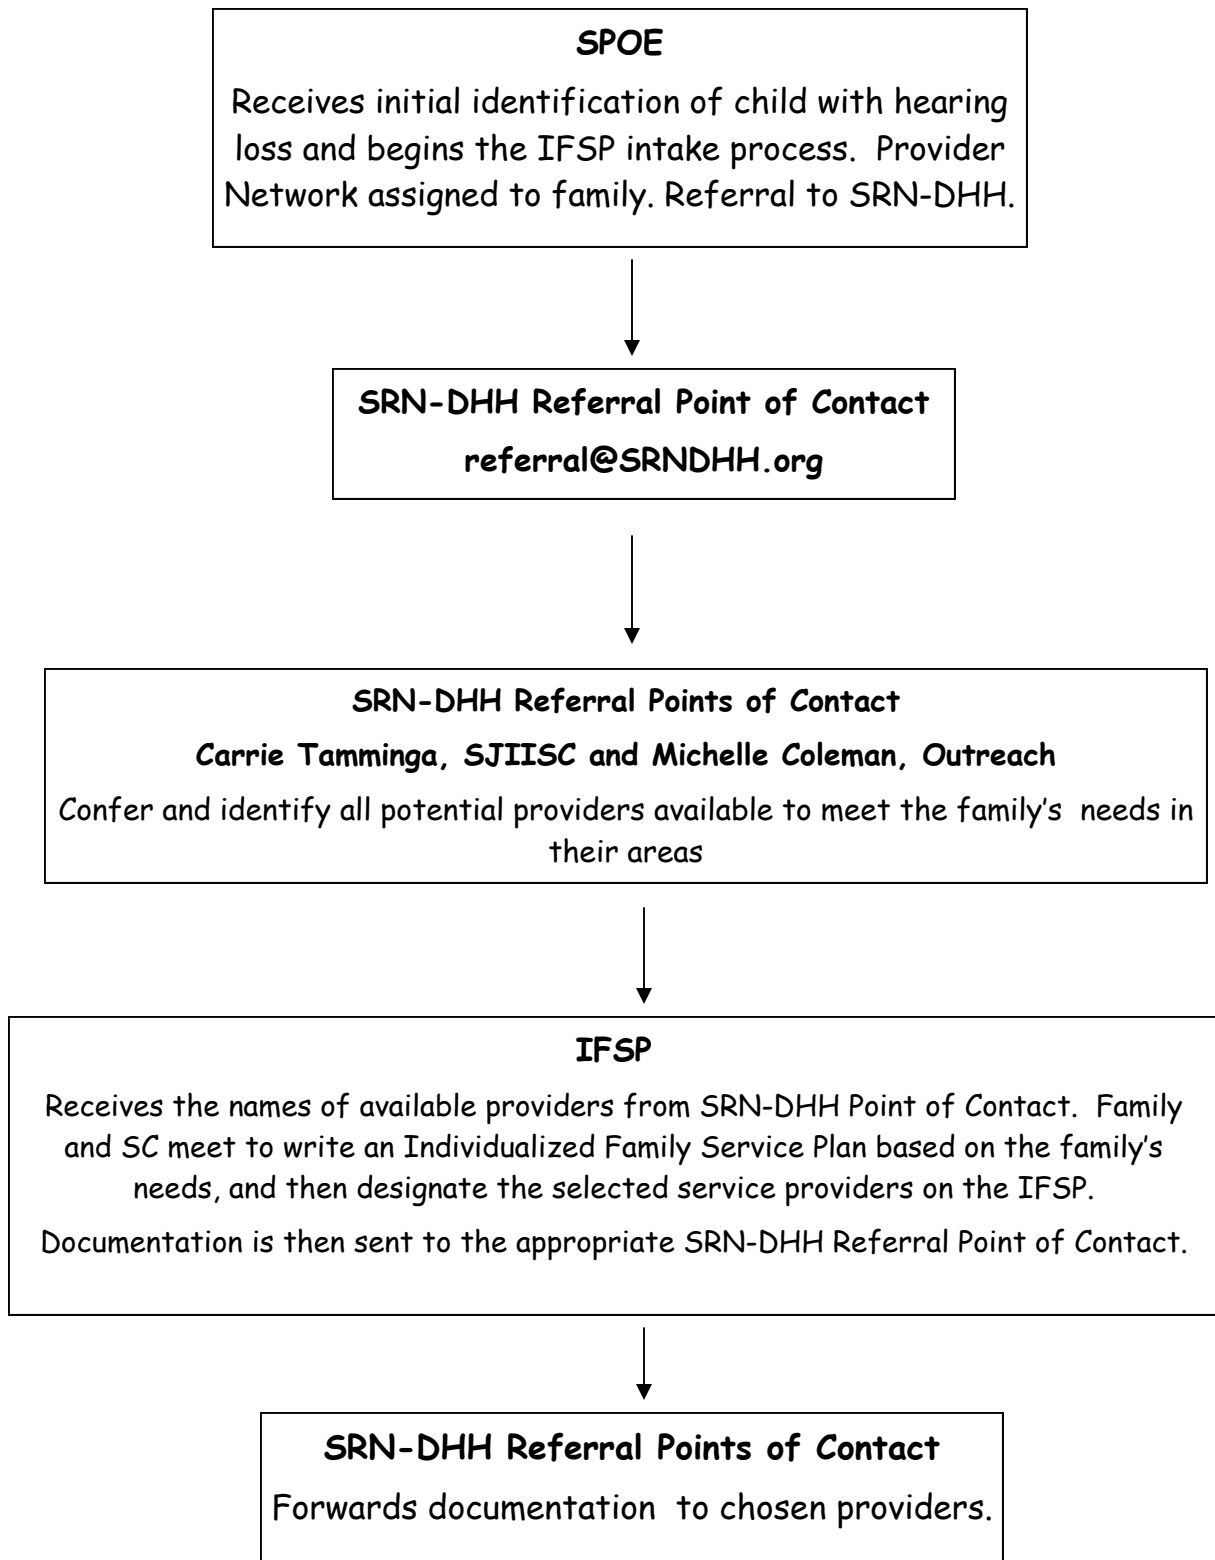 SPOE
Receives initial identification of child with hearing
loss and begins the IFSP intake process.  Provider
Network assigned to family. Referral to SRN-DHH.
SRN-DHH Referral Point of Contact
referral@SRNDHH.org
SRN-DHH Referral Points of Contact
Carrie Tamminga, SJIISC and Michelle Coleman, Outreach
Confer and identify all potential providers available to meet the family’s  needs in
their areas
IFSP
Receives the names of available providers from SRN-DHH Point of Contact.  Family
and SC meet to write an Individualized Family Service Plan based on the family’s
needs, and then designate the selected service providers on the IFSP.
Documentation is then sent to the appropriate SRN-DHH Referral Point of Contact.
SRN-DHH Referral Points of Contact
Forwards documentation  to chosen providers.